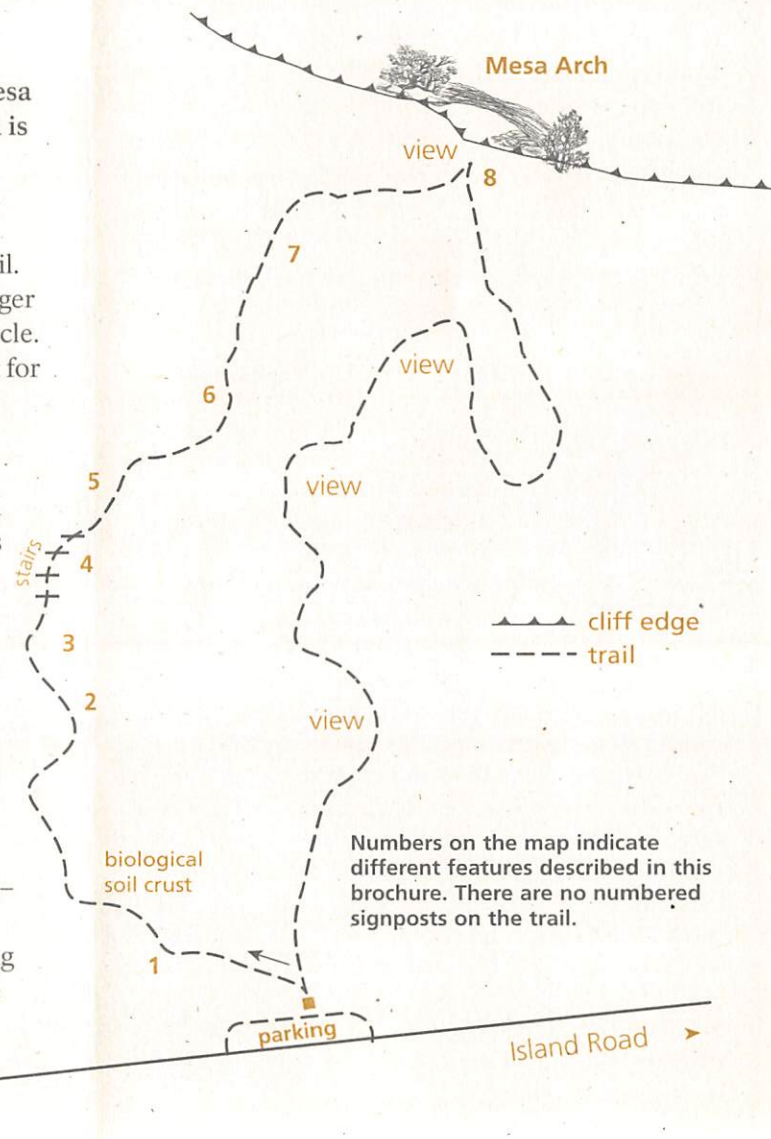 esa
is
il.
ger
cle.
for
s
–
g
Mesa Arch
view
8
7
view
6
view
5
stairs
4
cliff edge
trail
3
2
view
biological
soil crust
Numbers on the map indicate
different features described in this
brochure. There are no numbered
signposts on the trail.
1
parking
Island Road